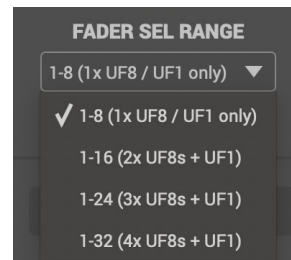 FADER SEL RANGE
1-8 (1x UF8 / UF1 only)
1-8 (1x UF8 / UF1 only)
1-16 (2x UF8s + UF1)
1-24 (3x UF8s + UF1)
1-32 (4x UF8s + UF1)